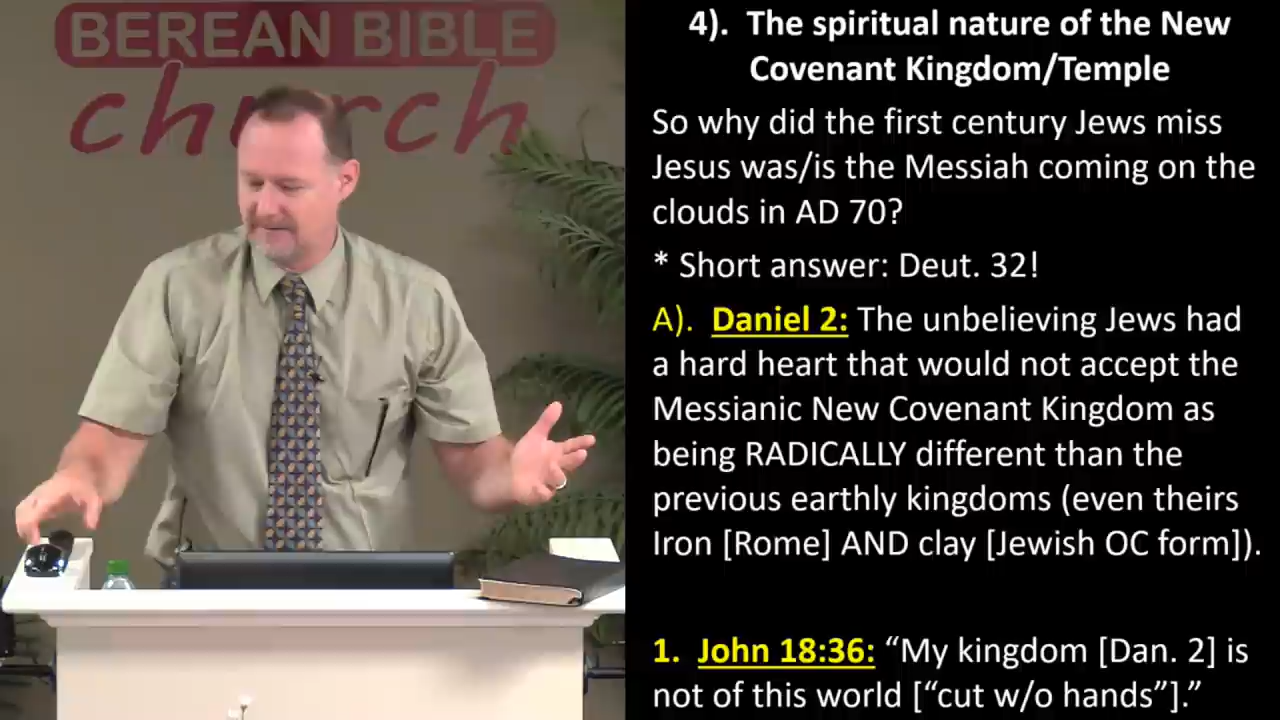 BEREAN BIBLE
church
4). The spiritual nature of the New
Covenant Kingdom/Temple
So why did the first century Jews miss
Jesus was/is the Messiah coming on the
clouds in AD 70?
* Short answer: Deut. 32!
A). Daniel 2: The unbelieving Jews had
a hard heart that would not accept the
Messianic New Covenant Kingdom as
being RADICALLY different than the
previous earthly kingdoms (even theirs
Iron [Rome] AND clay [Jewish OC form]).
1. John 18:36: “My kingdom [Dan. 2] is
not of this world [“cut w/o hands”].”